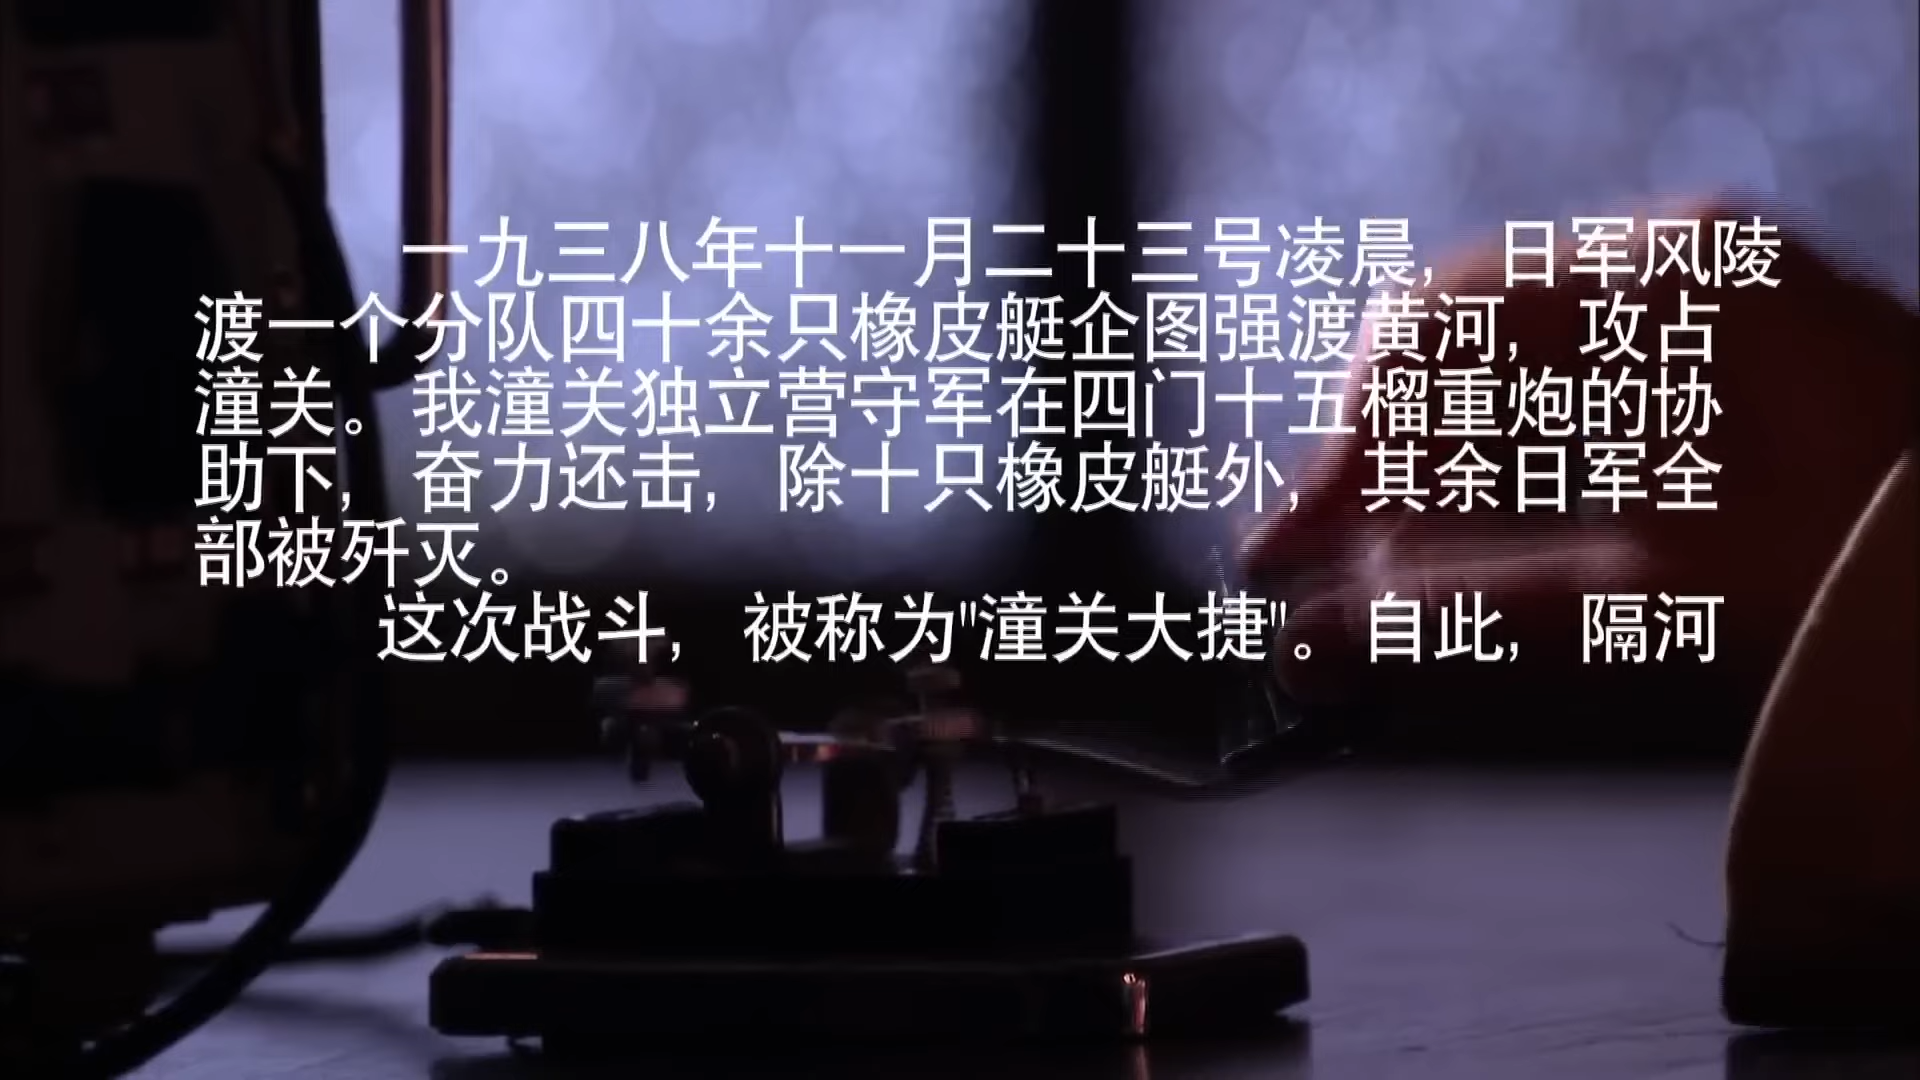 一九三八年十一月二十三号凌晨，日军风陵
渡一个分队四十余只橡皮艇企图强渡黄河，攻占
潼关。我潼关独立营守军在四门十五榴重炮的协
助下，奋力还击，除十只橡皮艇外，其余日军全
部被歼灭。
这次战斗，被称为"潼关大捷"。自此，隔河